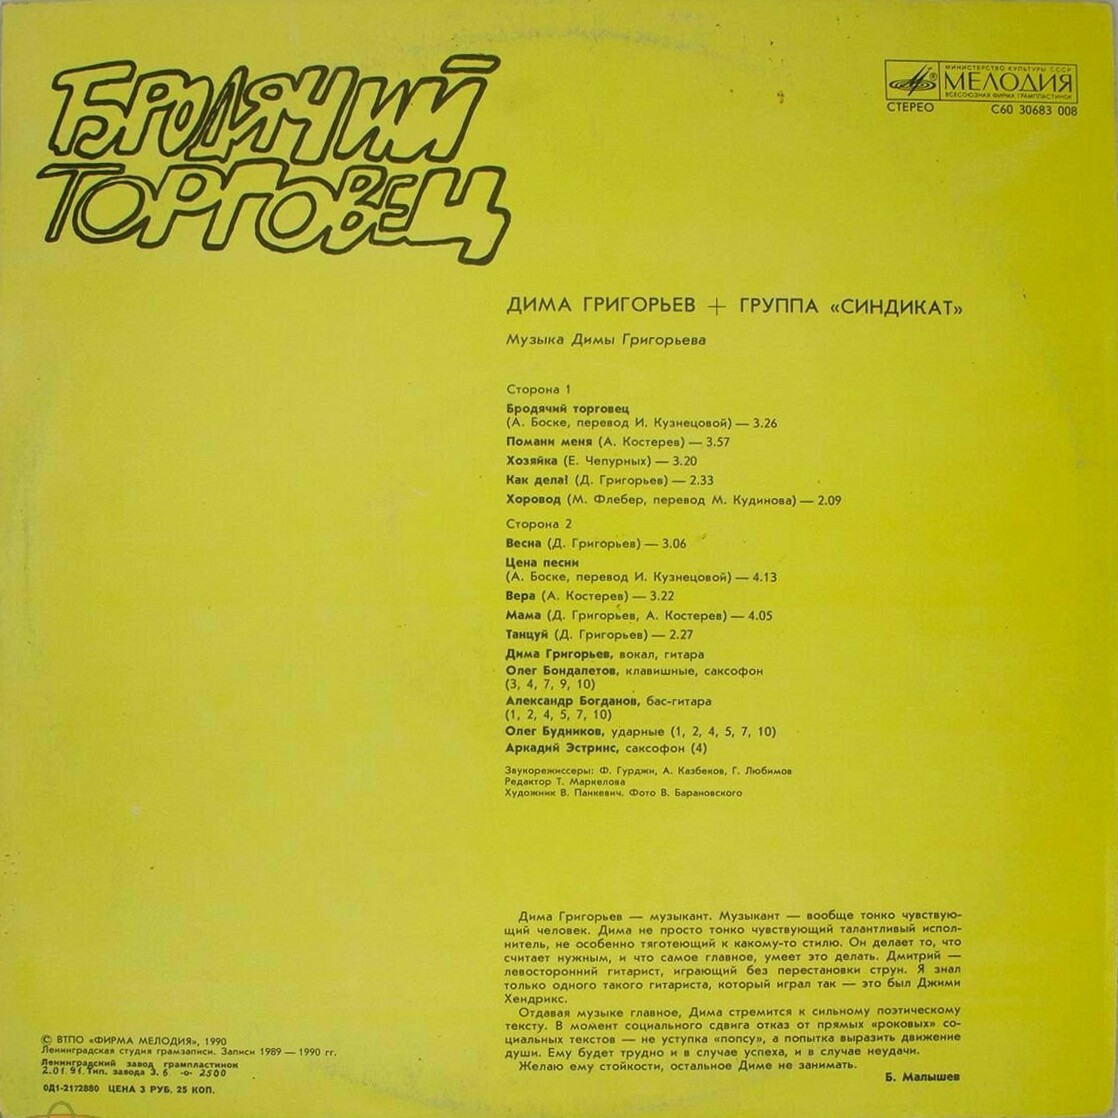 БРОДЯЧИЙ
ТОРГОВЕЦ
МИНИСТЕРСТВО КУЛЬТУРЫ СССР
МЕЛОДИЯ
ВСЕСОЮЗНАЯ ФИРМА ГРАМПЛАСТИНОК
СТЕРЕО С60 30683 008
ДИМА ГРИГОРЬЕВ + ГРУППА «СИНДИКАТ»
Музыка Димы Григорьева
Сторона 1
Бродячий торговец
(А. Боске, перевод И. Кузнецовой) — 3.26
Помани меня (А. Костерев) — 3.57
Хозяйка (Е. Чепурных) — 3.20
Как дела! (Д. Григорьев) — 2.33
Хоровод (М. Флебер, перевод М. Кудинова) — 2.09
Сторона 2
Весна (Д. Григорьев) — 3.06
Цена песни
(А. Боске, перевод И. Кузнецовой) — 4.13
Вера (А. Костерев) — 3.22
Мама (Д. Григорьев, А. Костерев) — 4.05
Танцуй (Д. Григорьев) — 2.27
Дима Григорьев, вокал, гитара
Олег Бондалетов, клавишные, саксофон
(3, 4, 7, 9, 10)
Александр Богданов, бас-гитара
(1, 2, 4, 5, 7, 10)
Олег Будников, ударные (1, 2, 4, 5, 7, 10)
Аркадий Эстринс, саксофон (4)
Звукорежиссеры: Ф. Гурджи, А. Казбеков, Г. Любимов
Редактор Т. Маркелова
Художник В. Панкевич. Фото В. Барановского
Дима Григорьев — музыкант. Музыкант — вообще тонко чувствую-
щий человек. Дима не просто тонко чувствующий талантливый испол-
нитель, не особенно тяготеющий к какому-то стилю. Он делает то, что
считает нужным, и что самое главное, умеет это делать. Дмитрий —
левосторонний гитарист, играющий без перестановки струн. Я знал
только одного такого гитариста, который играл так — это был Джими
Хендрикс.
Отдавая музыке главное, Дима стремится к сильному поэтическому
тексту. В момент социального сдвига отказ от прямых «роковых» со-
циальных текстов — не уступка «попсу», а попытка выразить движение
души. Ему будет трудно и в случае успеха, и в случае неудачи.
Желаю ему стойкости, остальное Диме не занимать.
Б. Малышев
© ВТПО «ФИРМА МЕЛОДИЯ», 1990
Ленинградская студия грамзаписи. Записи 1989 — 1990 гг.
Ленинградский завод грампластинок
2.01.91. Тип. завода З. 6 -о- 2500
ОД1-2172880 ЦЕНА 3 РУБ. 25 КОП.